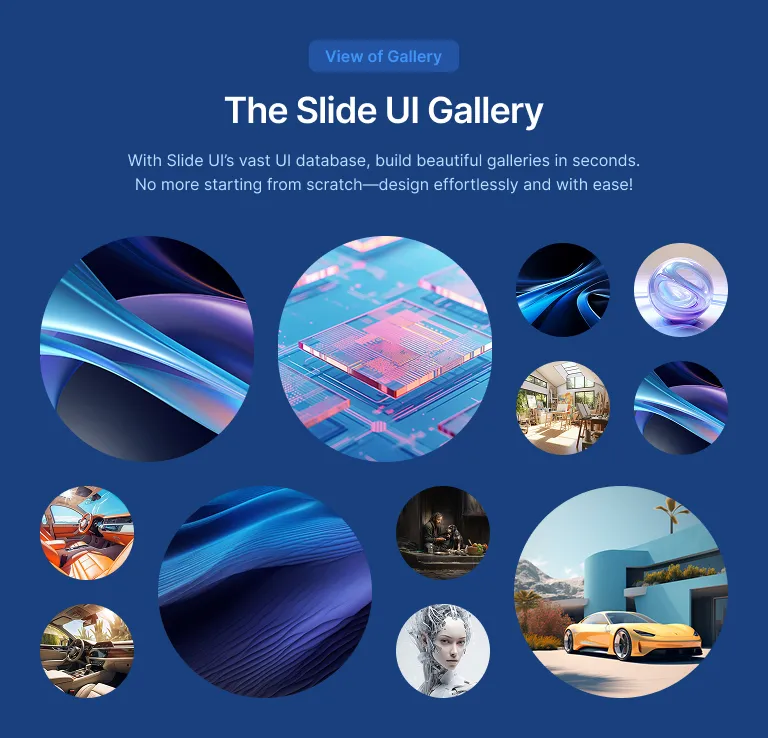 View of Gallery
The Slide UI Gallery
With Slide UI’s vast UI database, build beautiful galleries in seconds.
No more starting from scratch—design effortlessly and with ease!